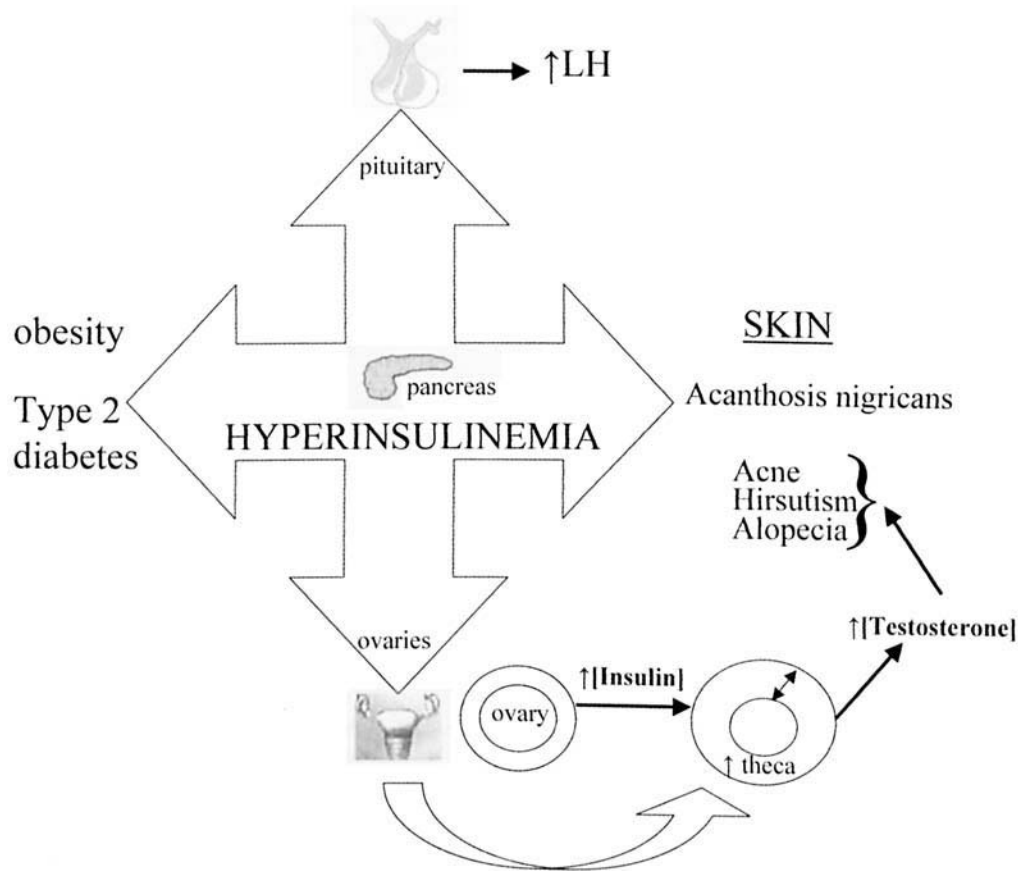 ↑LH
pituitary
obesity
Type 2
diabetes
pancreas
HYPERINSULINEMIA
SKIN
Acanthosis nigricans
Acne
Hirsutism
Alopecia
ovaries
↑[Testosterone]
↑[Insulin]
ovary
↑ theca